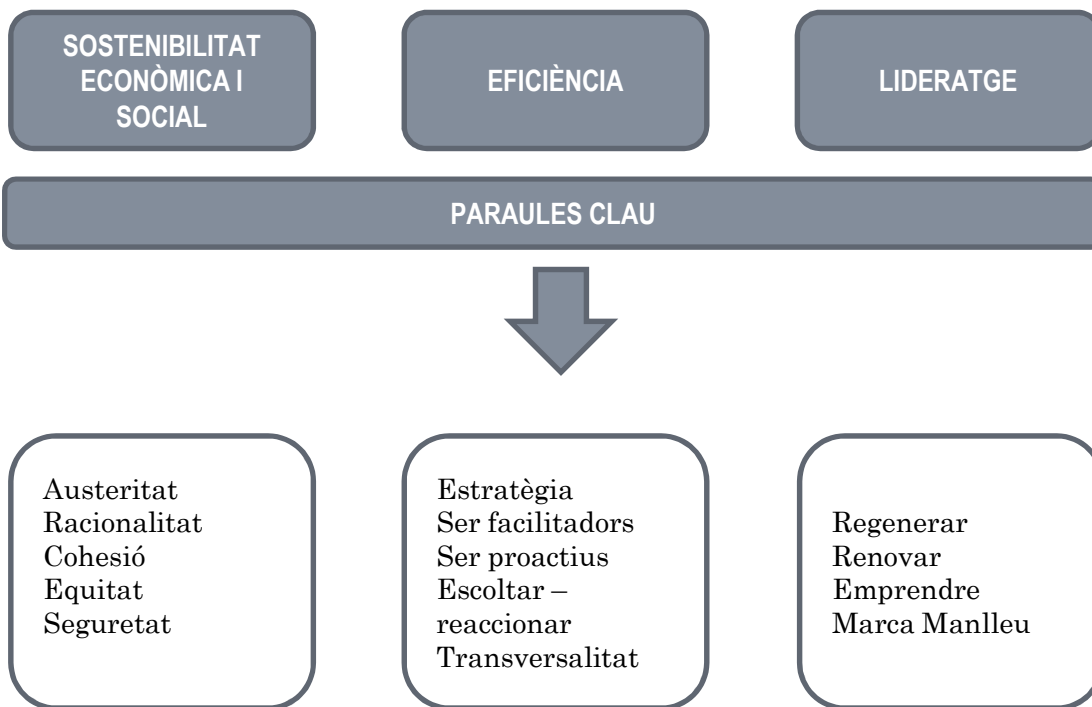 SOSTENIBILITAT
ECONÒMICA I
SOCIAL
EFICIÈNCIA
LIDERATGE
PARAULES CLAU
Austeritat
Racionalitat
Cohesió
Equitat
Seguretat
Estratègia
Ser facilitadors
Ser proactius
Escoltar –
reaccionar
Transversalitat
Regenerar
Renovar
Emprendre
Marca Manlleu